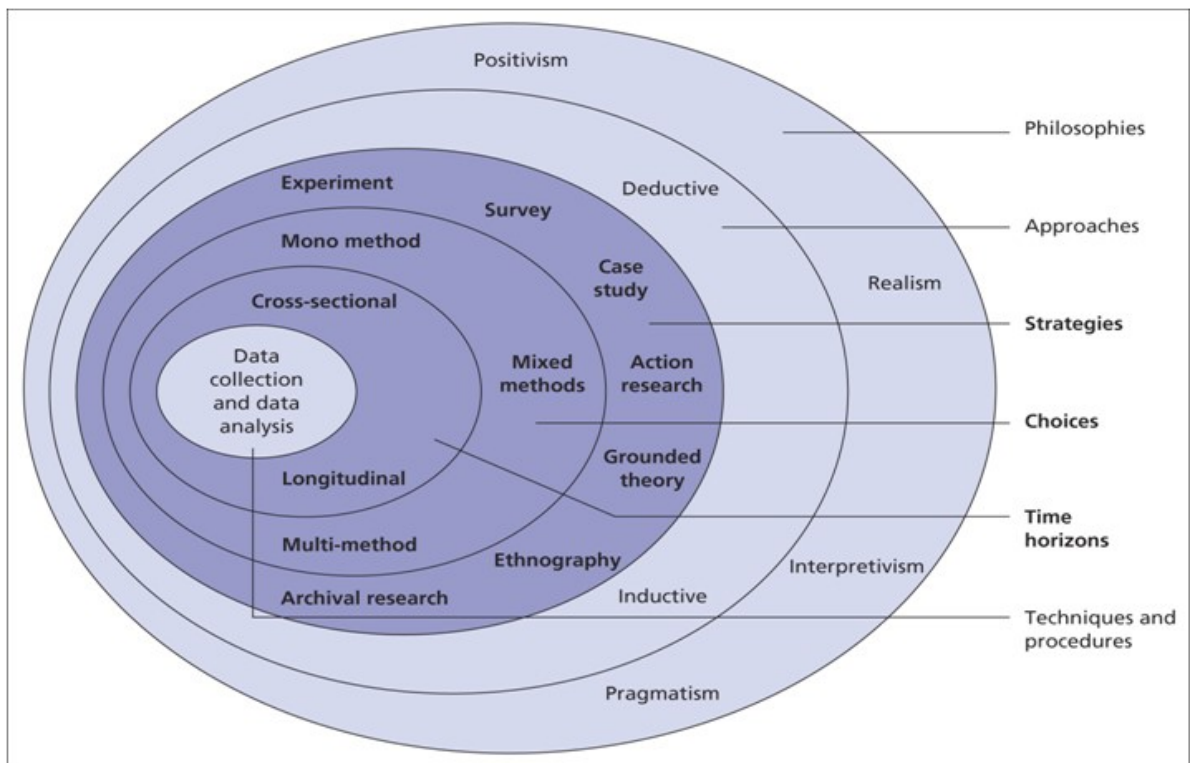 Positivism
Philosophies
Experiment
Deductive
Survey
Approaches
Mono method
Case
study
Realism
Cross-sectional
Strategies
Data
collection
and data
analysis
Mixed
methods
Action
research
Choices
Longitudinal
Grounded
theory
Time
horizons
Multi-method
Ethnography
Interpretivism
Archival research
Inductive
Techniques and
procedures
Pragmatism